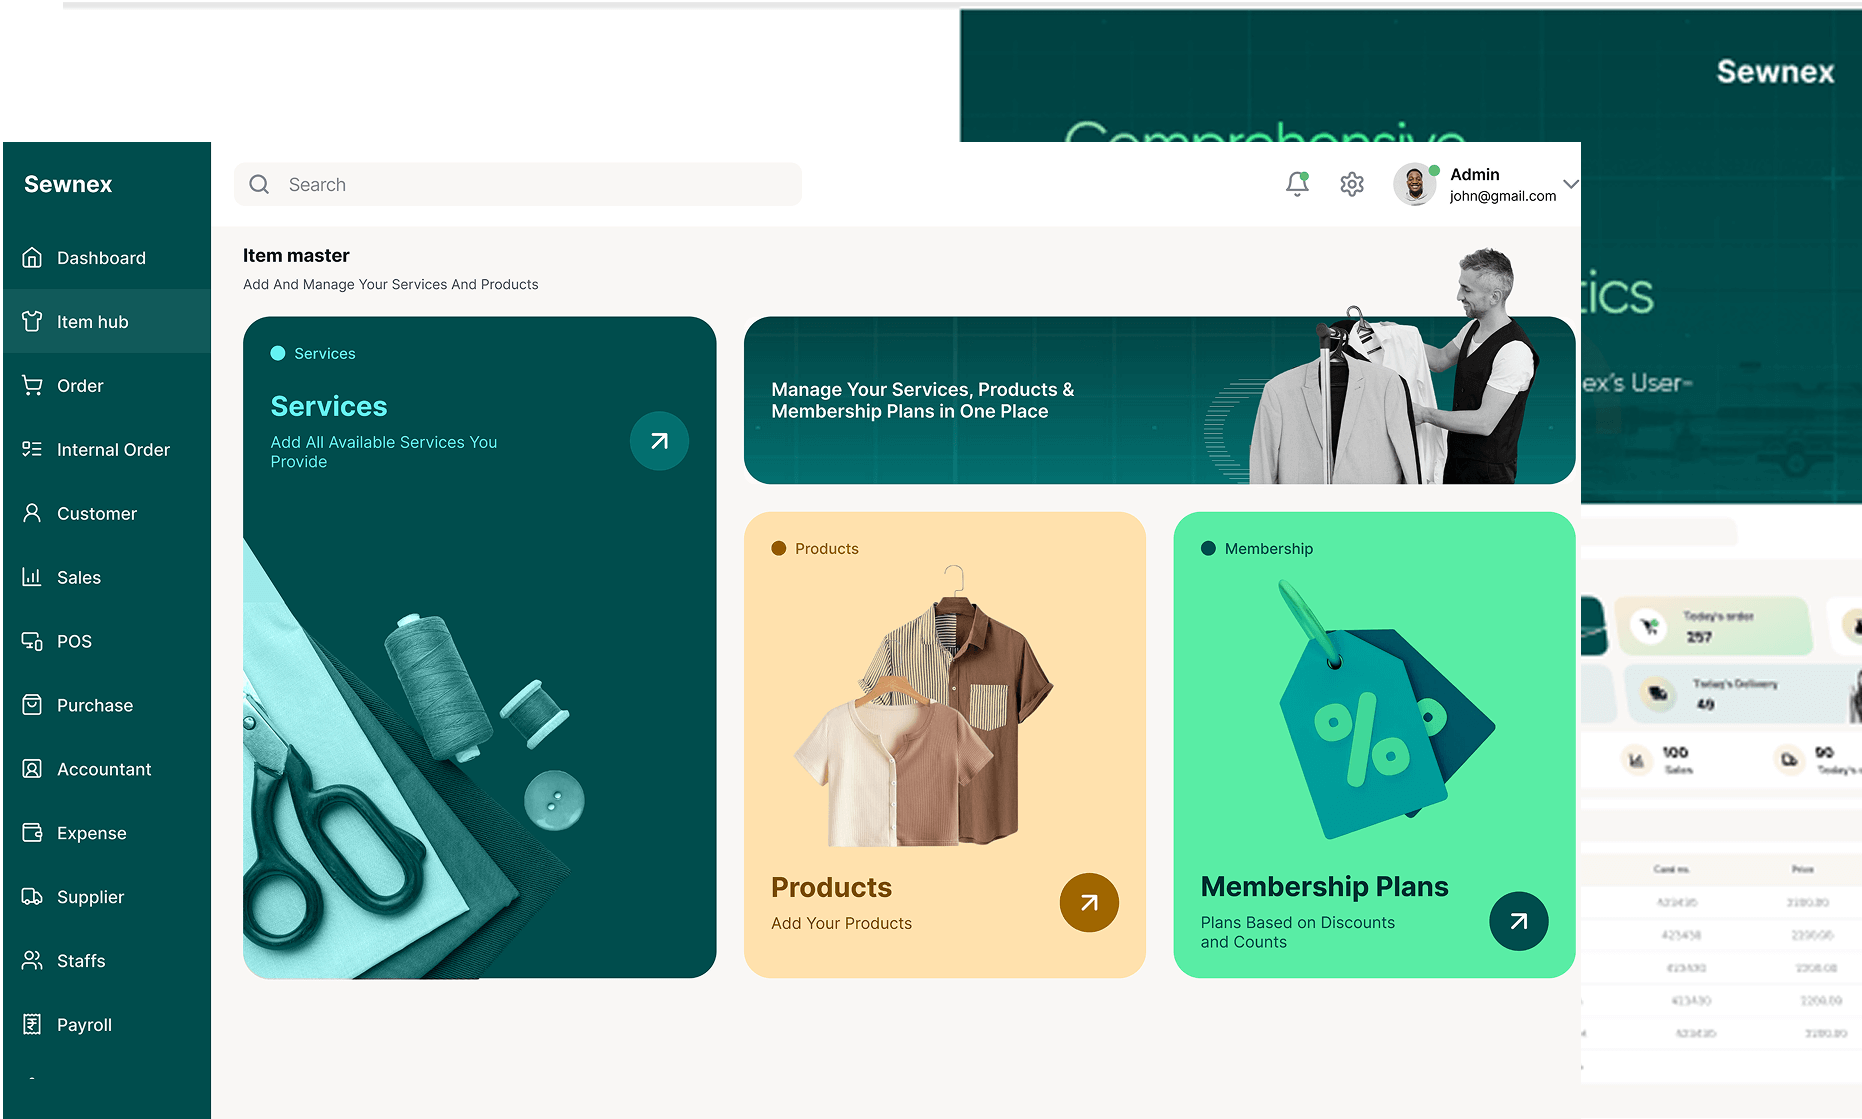 Sewnex
Comprehensive
tics
ex's User-
Sewnex
Search
Admin
john@gmail.com
Dashboard
Item hub
Order
Internal Order
Customer
Sales
POS
Purchase
Accountant
Expense
Supplier
Staffs
Payroll
Item master
Add And Manage Your Services And Products
Services
Services
Add All Available Services You
Provide
Manage Your Services, Products &
Membership Plans in One Place
Products
Products
Add Your Products
Membership
Membership Plans
Plans Based on Discounts
and Counts
Today's order
257
Today's Delivery
49
100
Sales
90
Today's
Price